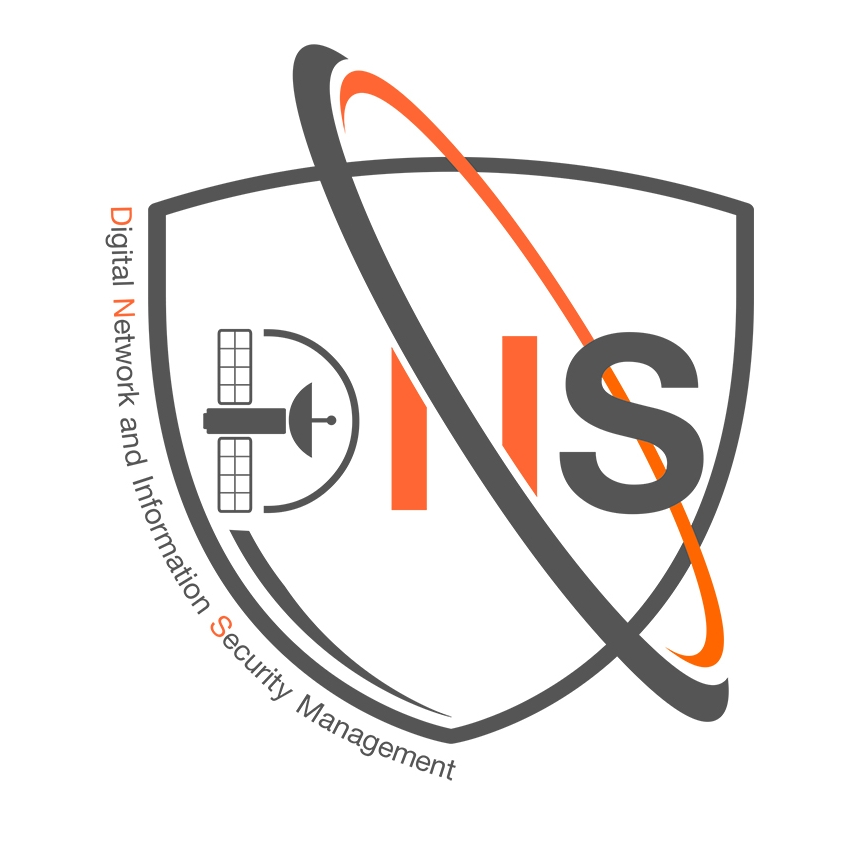 DNS
Digital Network and Information Security Management